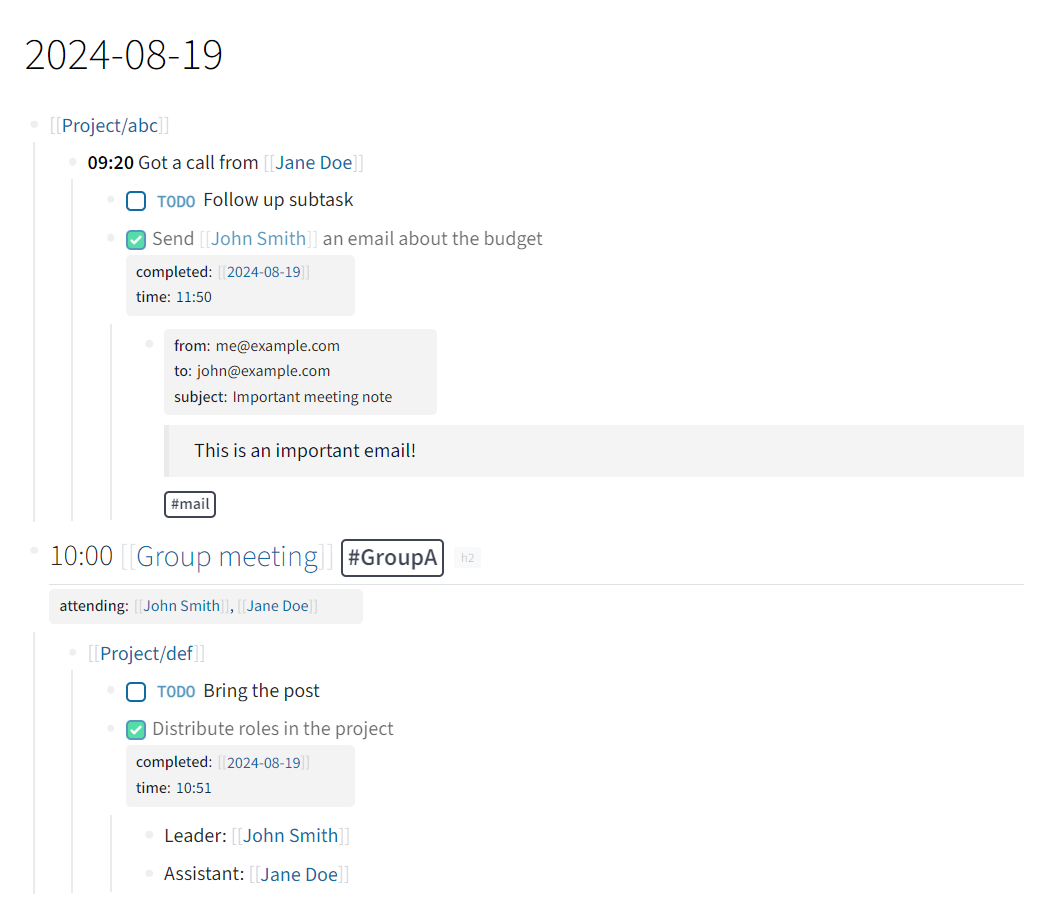 2024-08-19
[[Project/abc]]
09:20 Got a call from [[Jane Doe]]
TODO Follow up subtask
Send [[John Smith]] an email about the budget
completed: [[2024-08-19]]
time: 11:50
from: me@example.com
to: john@example.com
subject: Important meeting note
This is an important email!
#mail
10:00 [[Group meeting]] #GroupA h2
attending: [[John Smith]], [[Jane Doe]]
[[Project/def]]
TODO Bring the post
Distribute roles in the project
completed: [[2024-08-19]]
time: 10:51
Leader: [[John Smith]]
Assistant: [[Jane Doe]]